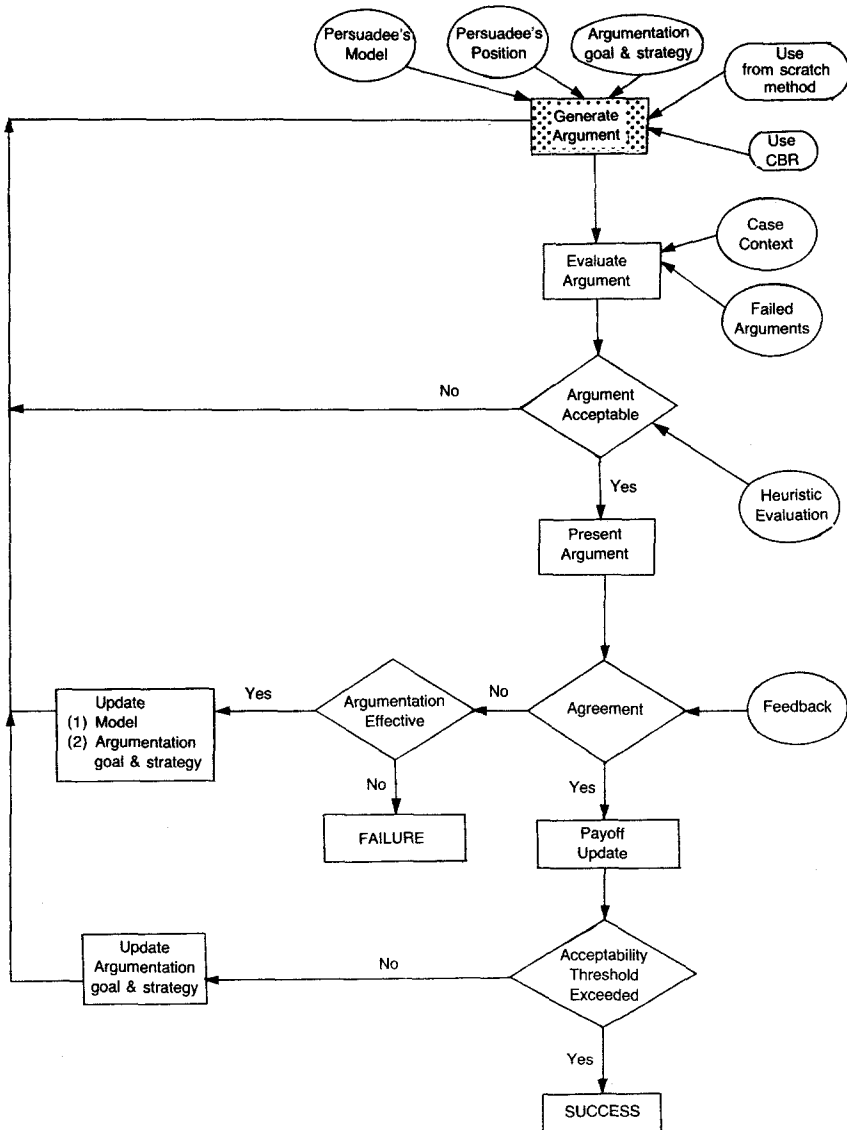 Persuadee's
Model
Persuadee's
Position
Argumentation
goal & strategy
Use
from scratch
method
Generate
Argument
Use
CBR
Case
Context
Evaluate
Argument
Failed
Arguments
No
Argument
Acceptable
Yes
Heuristic
Evaluation
Present
Argument
Update
(1) Model
(2) Argumentation
goal & strategy
Yes
Argumentation
Effective
No
Agreement
Feedback
No
Yes
FAILURE
Payoff
Update
Update
Argumentation
goal & strategy
No
Acceptability
Threshold
Exceeded
Yes
SUCCESS